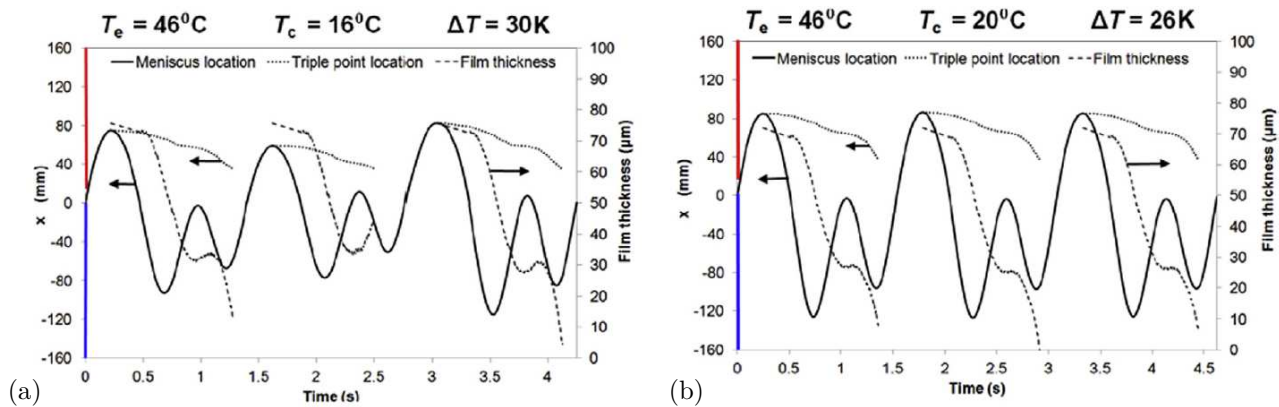 Te = 46⁰C Tc = 16⁰C ΔT = 30K
160
120
80
40
0
-40
-80
-120
-160
x (mm)
Meniscus location Triple point location Film thickness
100
90
80
70
60
50
40
30
20
10
0
Film thickness (µm)
0 0.5 1 1.5 2 2.5 3 3.5 4
Time (s)
(a)
Te = 46⁰C Tc = 20⁰C ΔT = 26K
160
120
80
40
0
-40
-80
-120
-160
x (mm)
Meniscus location Triple point location Film thickness
100
90
80
70
60
50
40
30
20
10
0
Film thickness (µm)
0 0.5 1 1.5 2 2.5 3 3.5 4 4.5
Time (s)
(b)